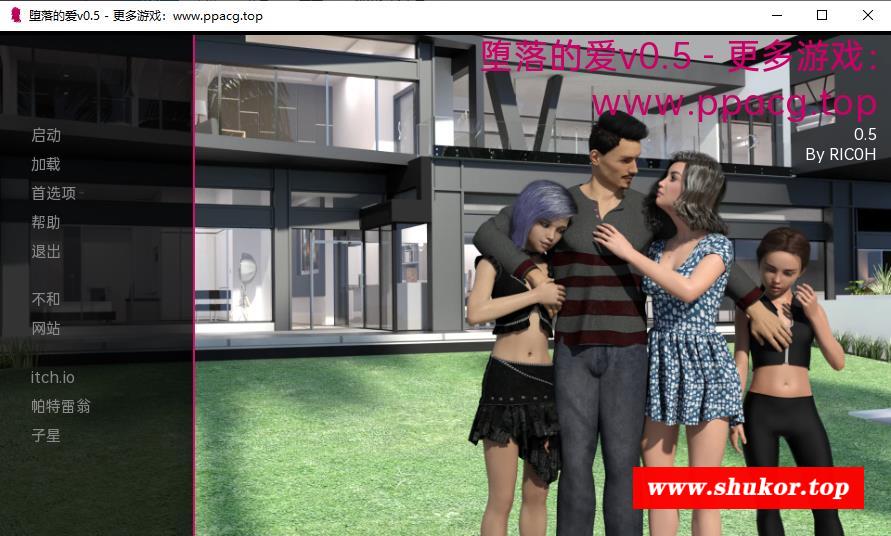 堕落的爱v0.5 - 更多游戏：www.ppacg.top
堕落的爱v0.5 - 更多游戏：
www.ppacg.top
0.5
By RICOH
启动
加载
首选项
帮助
退出
不和
网站
itch.io
帕特雷翁
子星
www.shukor.top